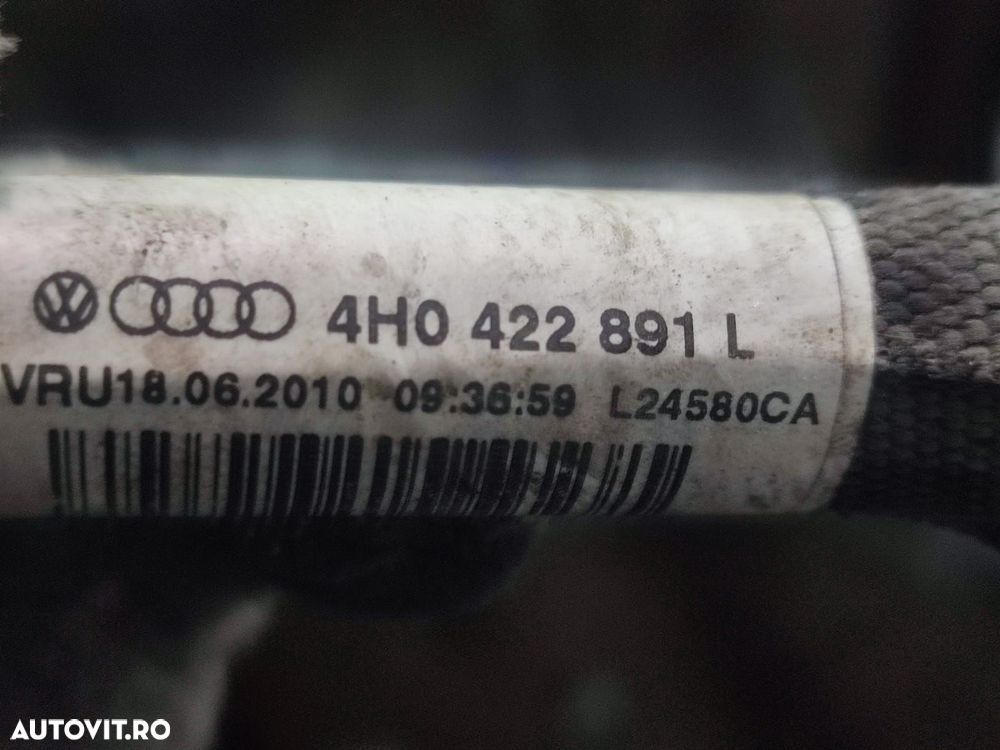 4H0 422 891 L
VRU18.06.2010 09:36:59 L24580CA
AUTOVIT.RO